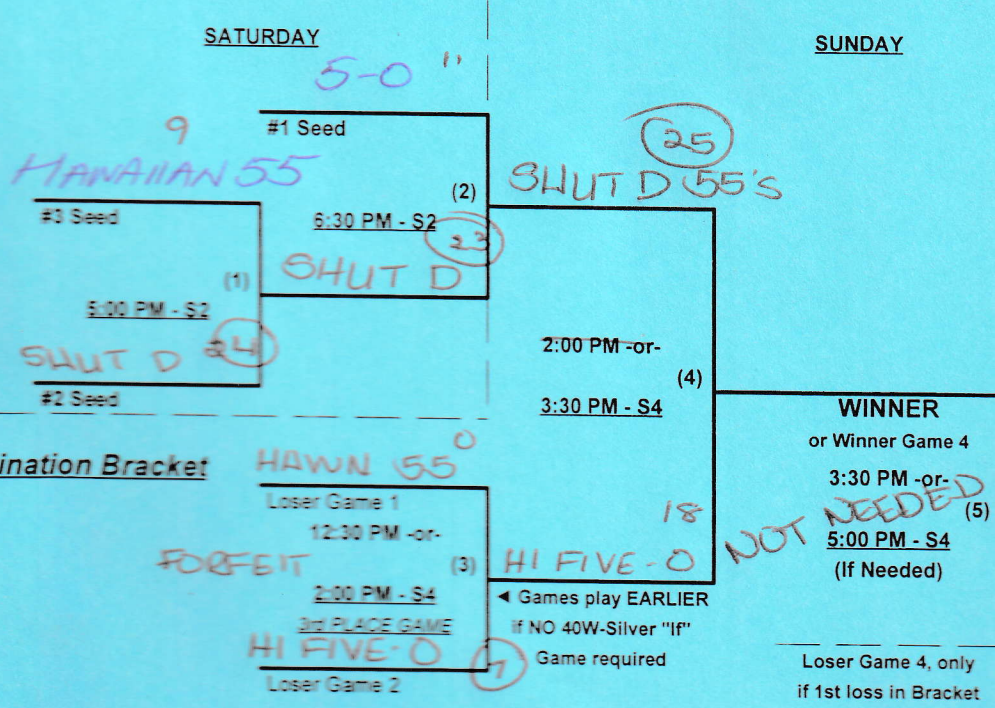 SATURDAY
SUNDAY
5-0 11
#1 Seed
9
HAWAIIAN 55
#3 Seed
(2)
6:30 PM - S2
23
SHUT D
25
SHUT D 55'S
(1)
5:00 PM - S2
SHUT D 24
#2 Seed
2:00 PM -or-
(4)
3:30 PM - S4
WINNER
or Winner Game 4
3:30 PM -or-
NOT NEEDED
(5)
5:00 PM - S4
(If Needed)
ination Bracket
HAWN 55 0
Loser Game 1
12:30 PM -or-
FORFEIT
(3)
2:00 PM - S4
3rd PLACE GAME
HI FIVE-O 7
Loser Game 2
18
HI FIVE-O
◄ Games play EARLIER
if NO 40W-Silver "If"
Game required
Loser Game 4, only
if 1st loss in Bracket